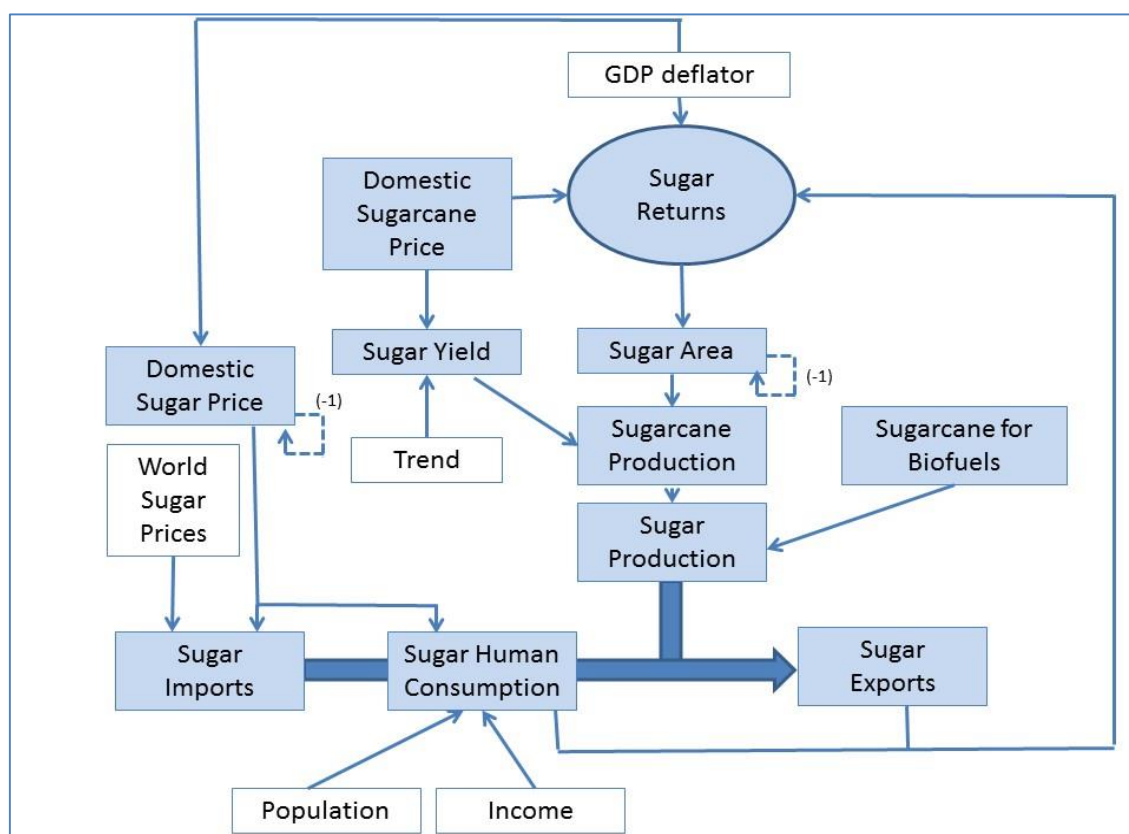 GDP deflator
Domestic
Sugarcane
Price
Sugar
Returns
Sugar Yield
Sugar Area
(-1)
Domestic
Sugar Price
(-1)
Trend
Sugarcane
Production
Sugarcane for
Biofuels
World
Sugar
Prices
Sugar
Production
Sugar
Imports
Sugar Human
Consumption
Sugar
Exports
Population
Income